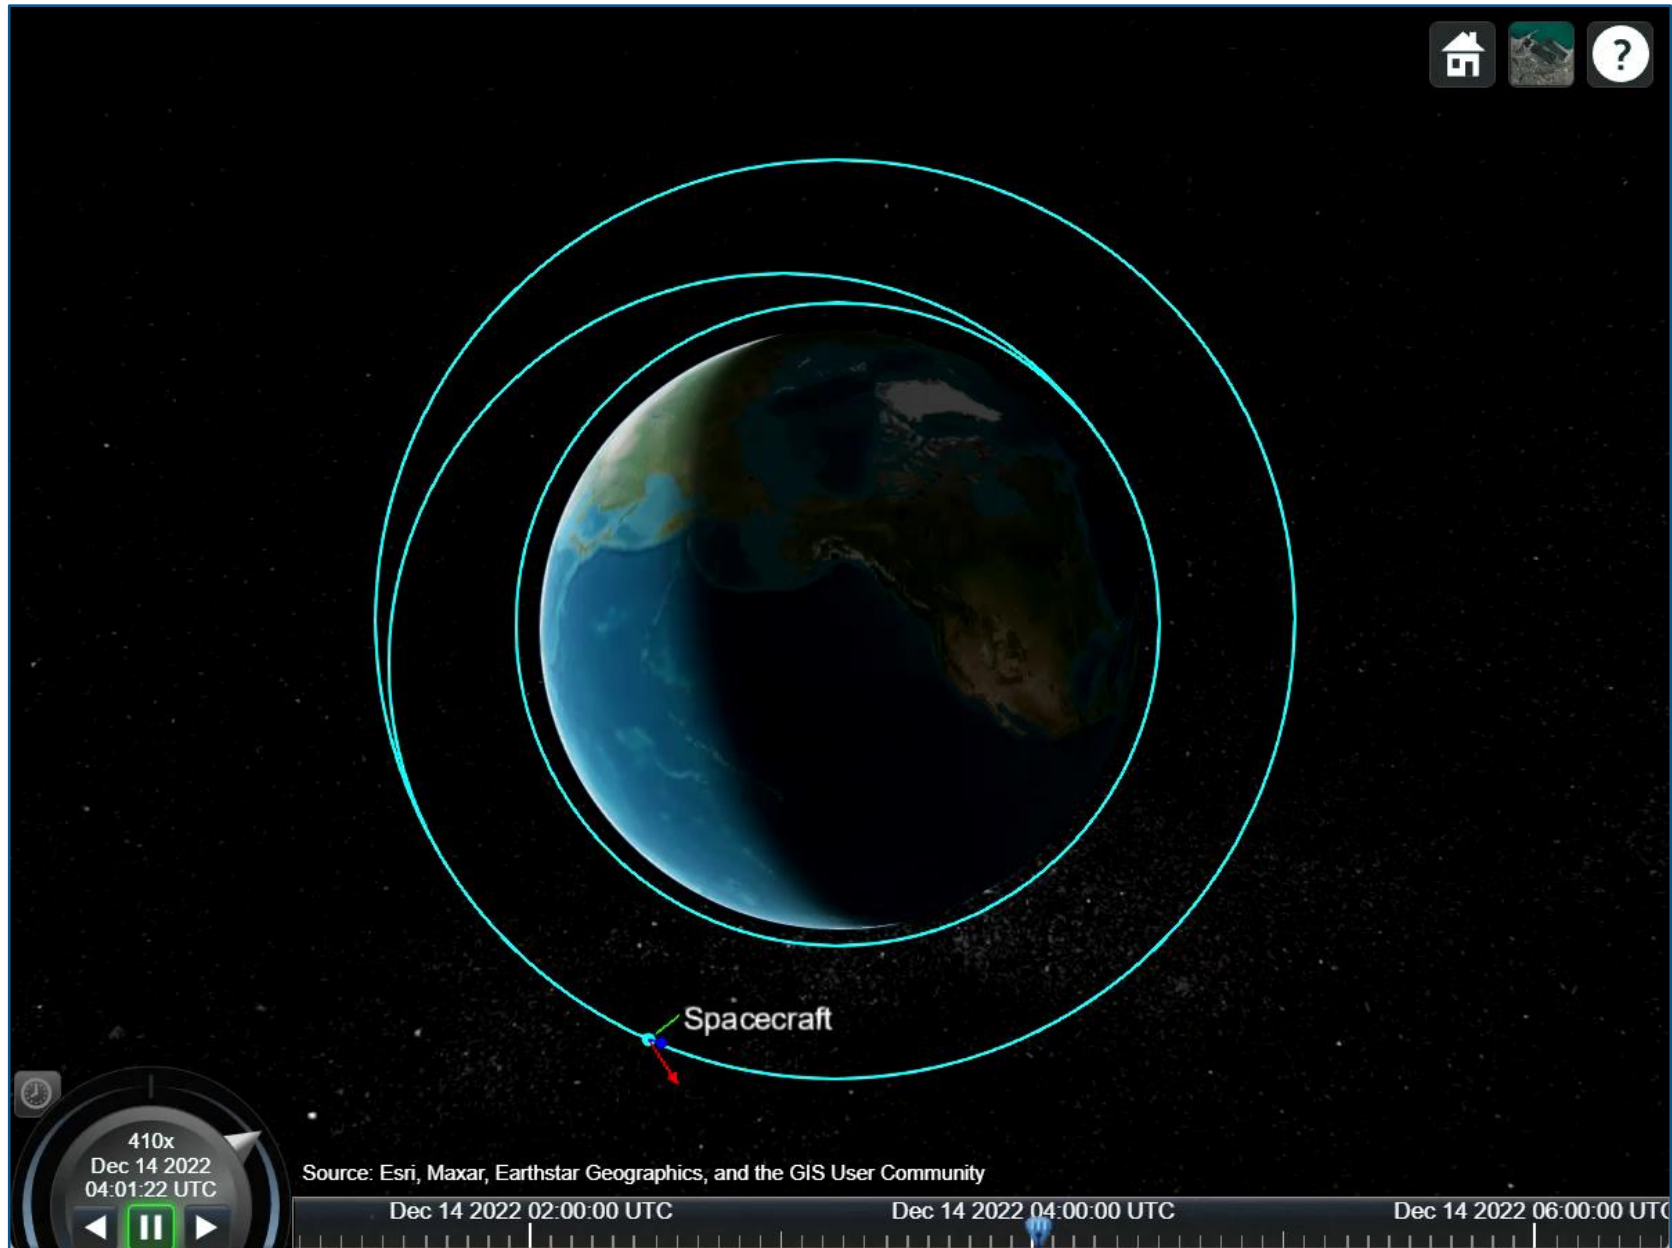 ?
Spacecraft
410x
Dec 14 2022
04:01:22 UTC
Source: Esri, Maxar, Earthstar Geographics, and the GIS User Community
Dec 14 2022 02:00:00 UTC
Dec 14 2022 04:00:00 UTC
Dec 14 2022 06:00:00 UTC